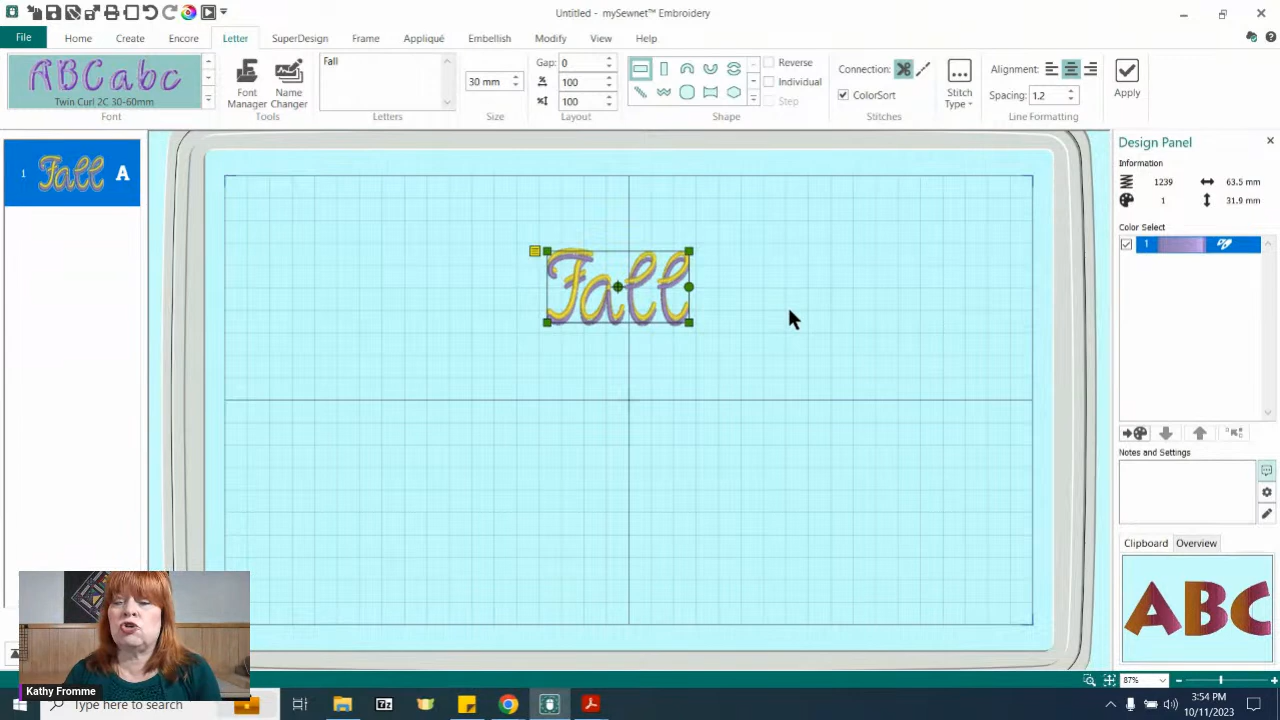 Untitled - mySewnet™ Embroidery
File Home Create Encore Letter SuperDesign Frame Appliqué Embellish Modify View Help
ABC abc
Twin Curl 2C 30-60mm
Font
Font Manager
Name Changer
Tools
Fall
Letters
30 mm
Size
Gap: 0
100
100
Layout
Shape
Reverse
Individual
Step
Connection:
ColorSort
Stitches
Stitch Type
Alignment:
Spacing: 1.2
Line Formatting
Apply
1 Fall A
Fall
Design Panel
Information
1239 63.5 mm
1 31.9 mm
Color Select
1
Notes and Settings
Clipboard Overview
ABC
Kathy Fromme
87%
Type here to search
Tz
3:54 PM
10/11/2023